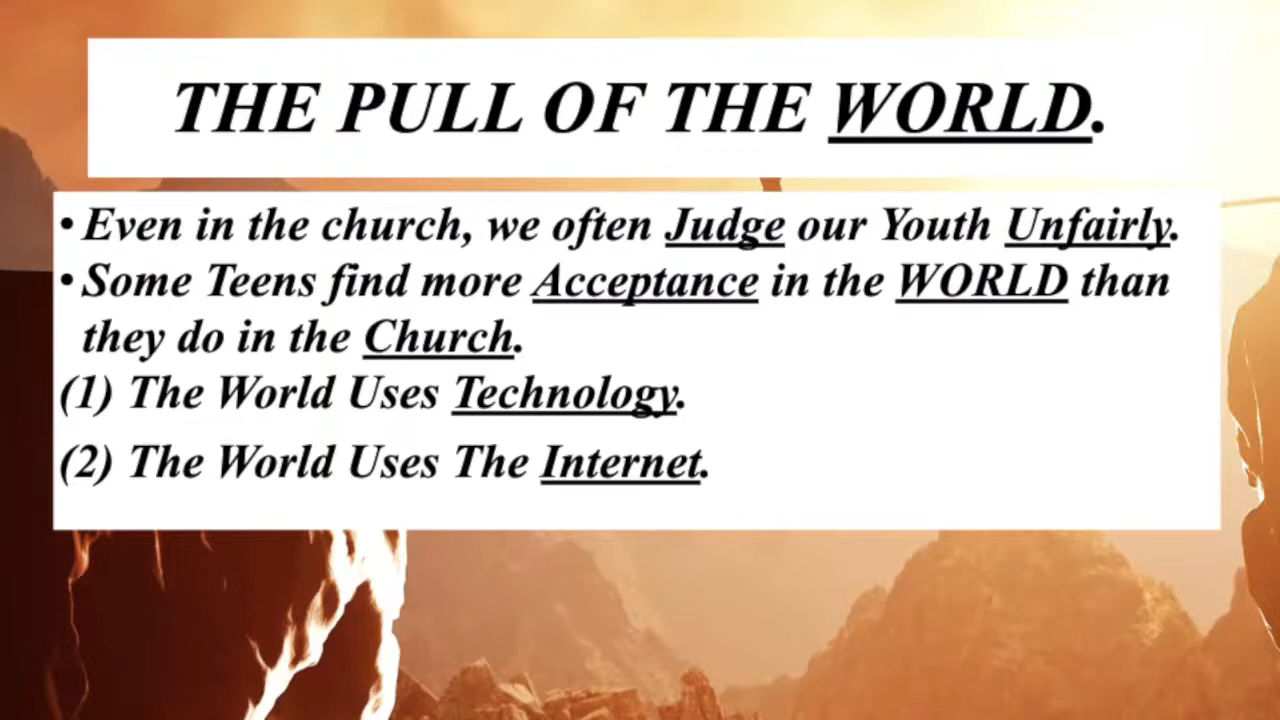 THE PULL OF THE WORLD.
• Even in the church, we often Judge our Youth Unfairly.
• Some Teens find more Acceptance in the WORLD than
they do in the Church.
(1) The World Uses Technology.
(2) The World Uses The Internet.